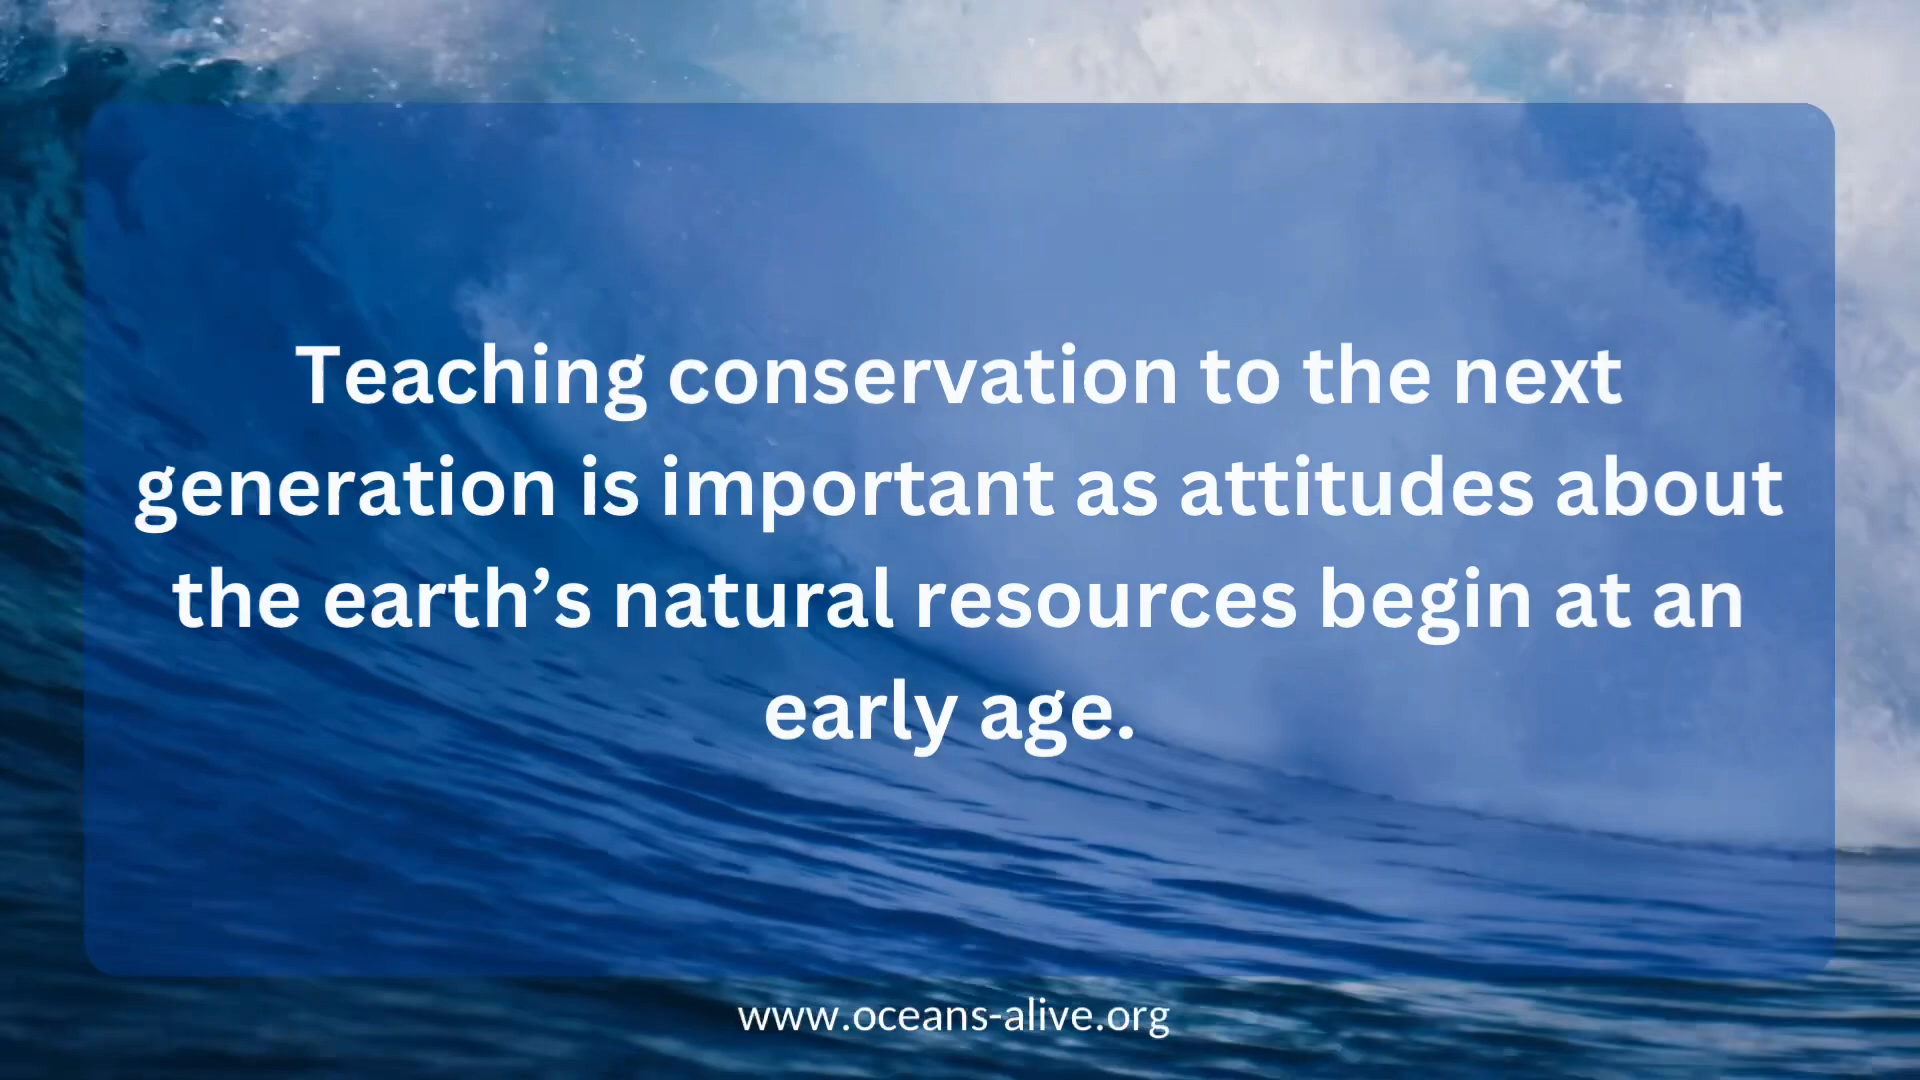 Teaching conservation to the next
generation is important as attitudes about
the earth’s natural resources begin at an
early age.
www.oceans-alive.org